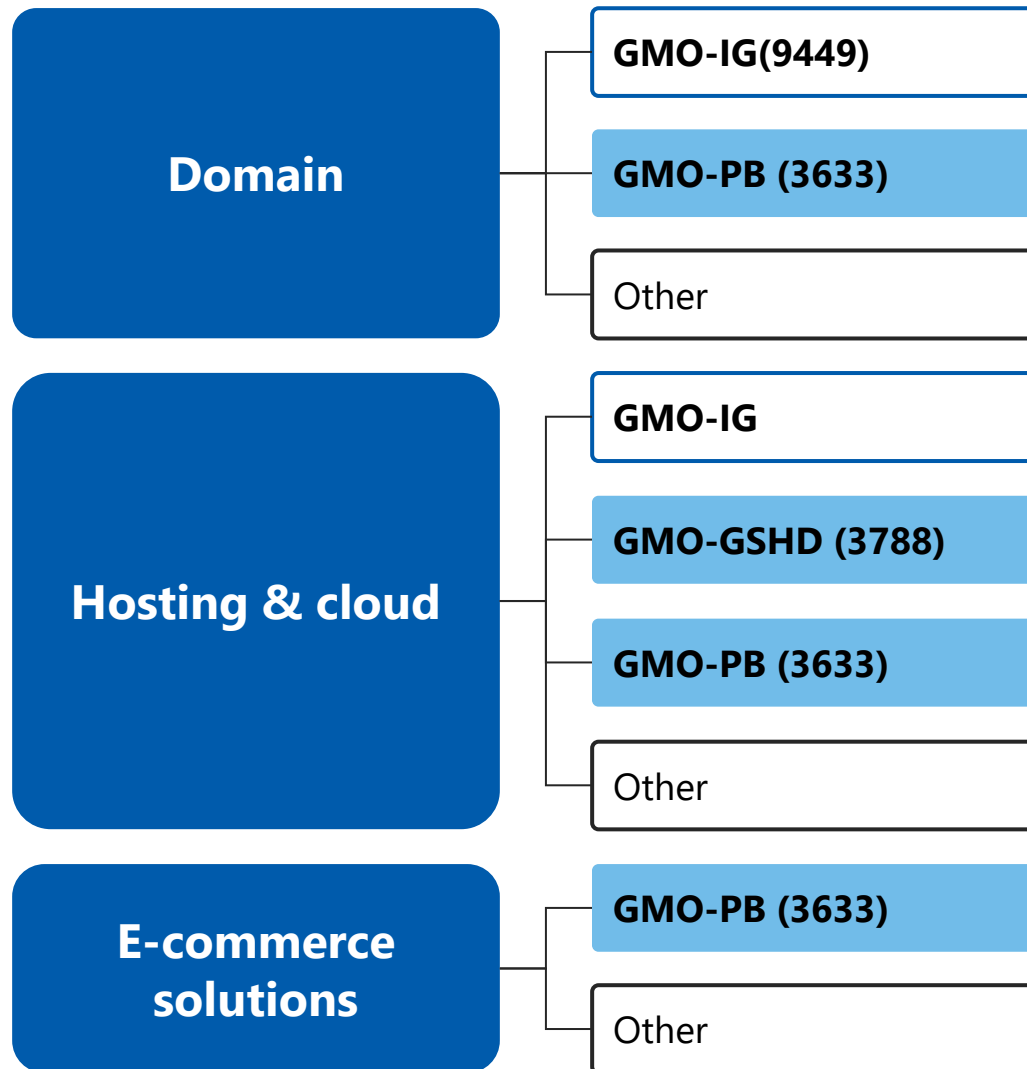 Domain
GMO-IG(9449)
GMO-PB (3633)
Other
Hosting & cloud
GMO-IG
GMO-GSHD (3788)
GMO-PB (3633)
Other
E-commerce
solutions
GMO-PB (3633)
Other